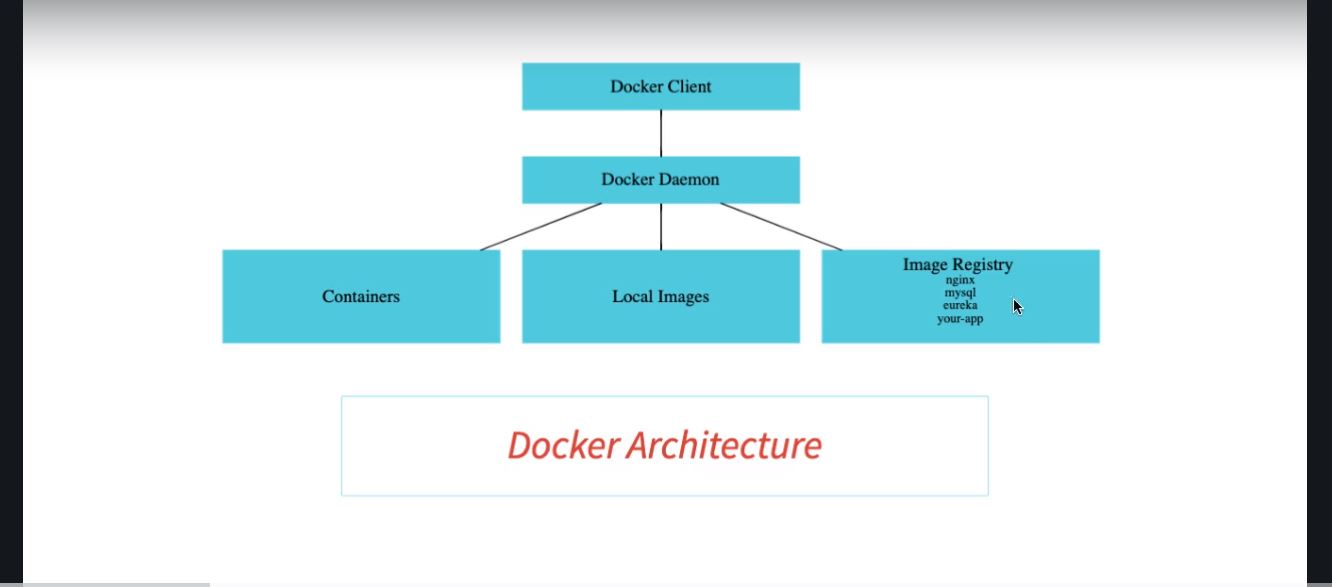 Docker Client
Docker Daemon
Containers
Local Images
Image Registry
nginx
mysql
eureka
your-app
Docker Architecture